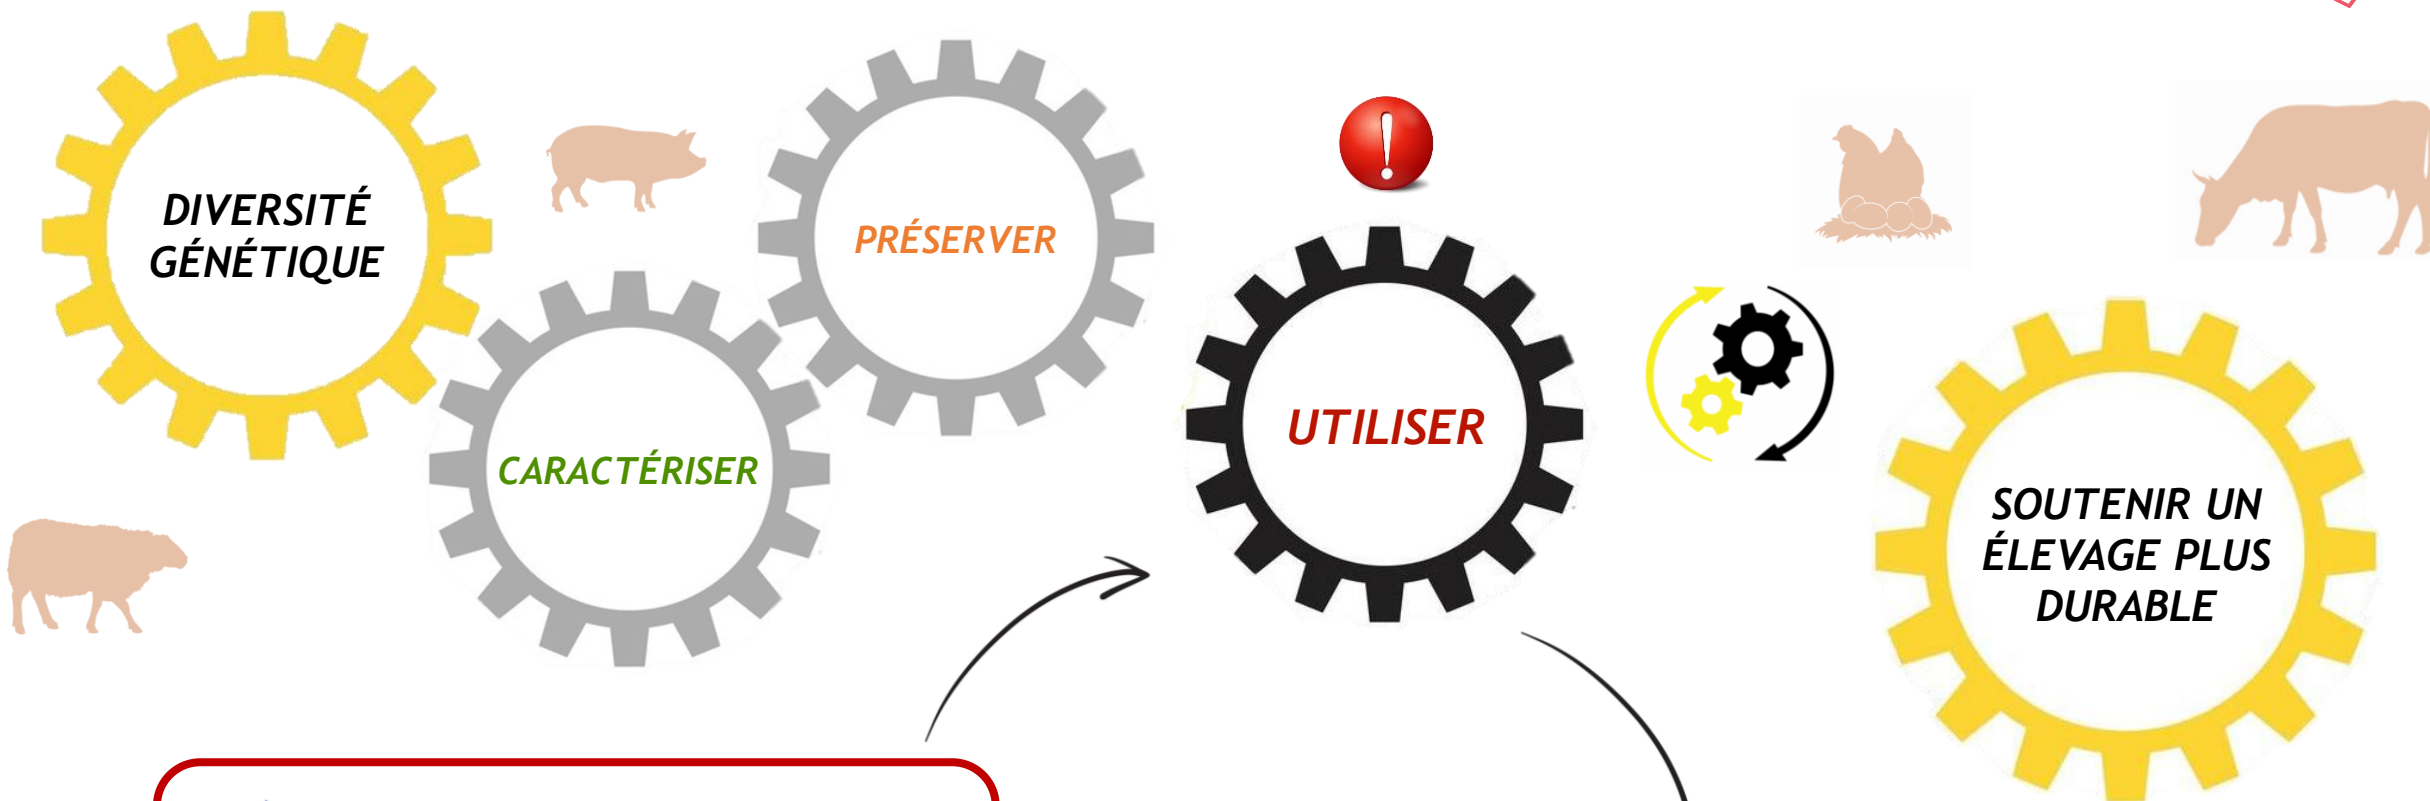 DIVERSITÉ
GÉNÉTIQUE
PRÉSERVER
CARACTÉRISER
UTILISER
SOUTENIR UN
ÉLEVAGE PLUS
DURABLE